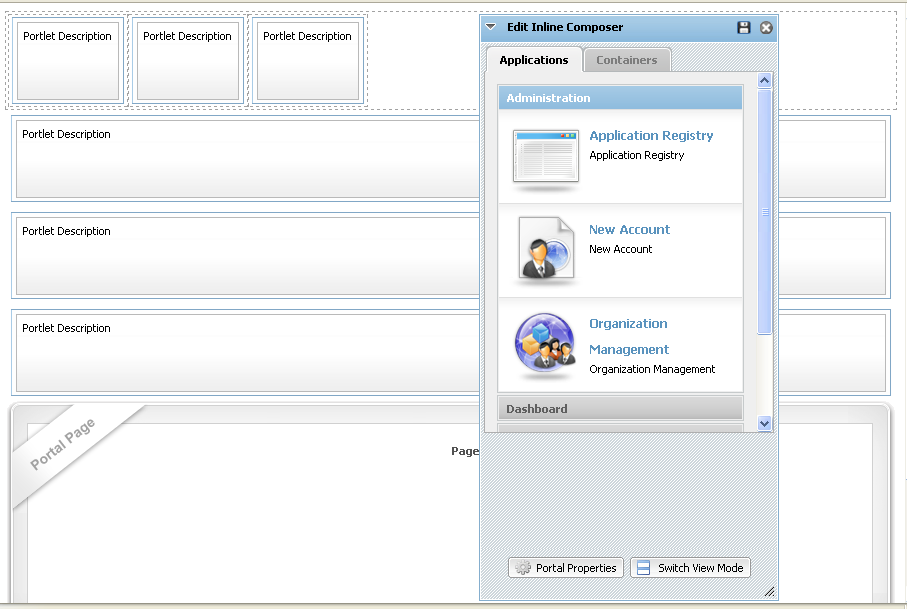 Portlet Description
Portlet Description
Portlet Description
Portlet Description
Portlet Description
Portlet Description
Portal Page
Page
Edit Inline Composer
Applications
Containers
Administration
Application Registry
Application Registry
New Account
New Account
Organization
Management
Organization Management
Dashboard
Portal Properties
Switch View Mode